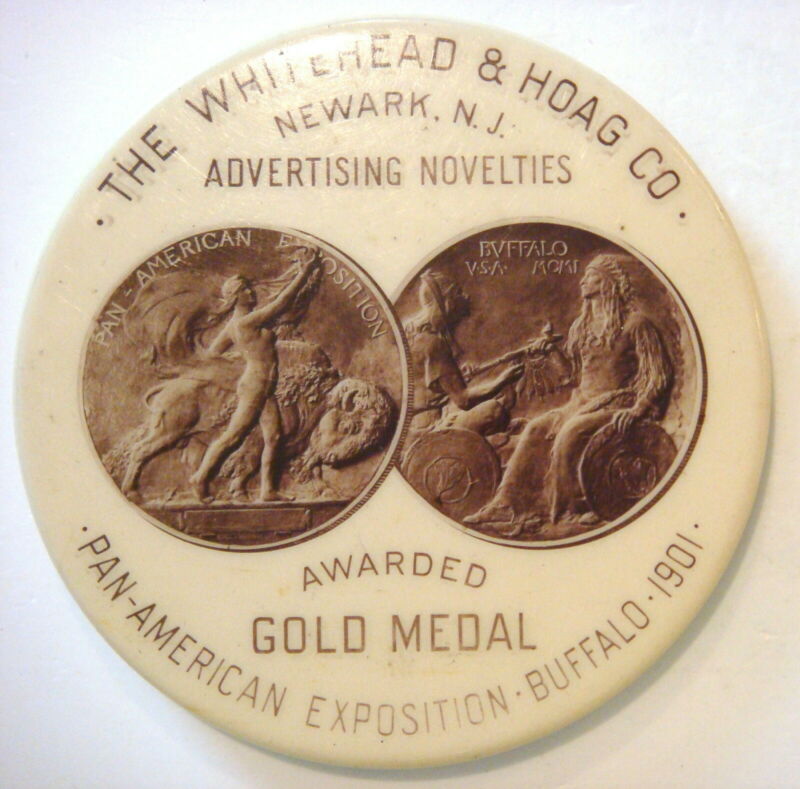 · THE WHITEHEAD & HOAG CO ·
NEWARK, N.J.
ADVERTISING NOVELTIES
PAN-AMERICAN EXPOSITION
BVFFALO
V·S·A· MCMI
AWARDED
GOLD MEDAL
· PAN-AMERICAN EXPOSITION · BUFFALO · 1901 ·